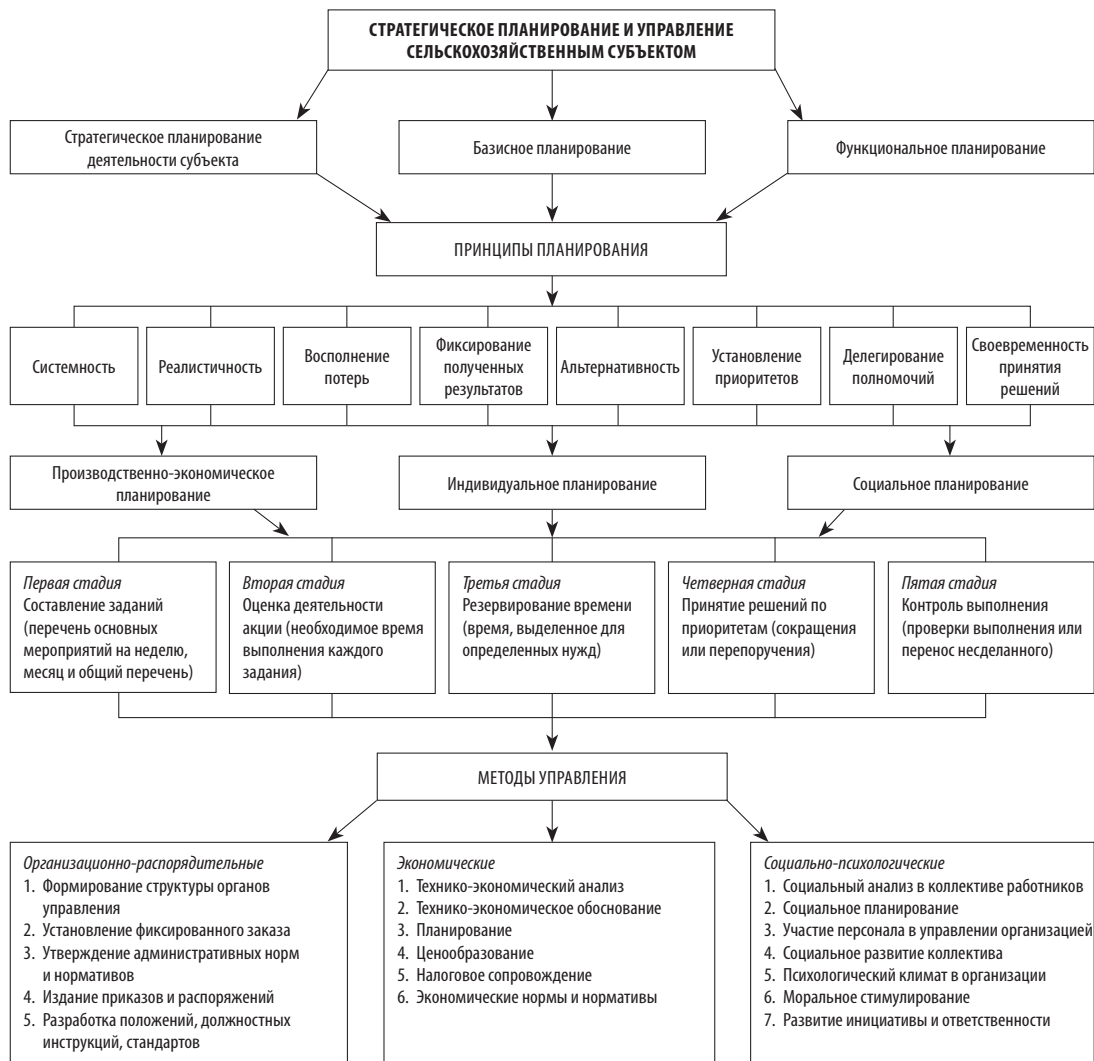 СТРАТЕГИЧЕСКОЕ ПЛАНИРОВАНИЕ И УПРАВЛЕНИЕ
СЕЛЬСКОХОЗЯЙСТВЕННЫМ СУБЪЕКТОМ
Стратегическое планирование
деятельности субъекта
Базисное планирование
Функциональное планирование
ПРИНЦИПЫ ПЛАНИРОВАНИЯ
Системность
Реалистичность
Восполнение
потерь
Фиксирование
полученных
результатов
Альтернативность
Установление
приоритетов
Делегирование
полномочий
Своевременность
принятия
решений
Производственно-экономическое
планирование
Индивидуальное планирование
Социальное планирование
Первая стадия
Составление заданий
(перечень основных
мероприятий на неделю,
месяц и общий перечень)
Вторая стадия
Оценка деятельности
акции (необходимое время
выполнения каждого
задания)
Третья стадия
Резервирование времени
(время, выделенное для
определенных нужд)
Четверная стадия
Принятие решений по
приоритетам (сокращения
или перепоручения)
Пятая стадия
Контроль выполнения
(проверки выполнения или
перенос несделанного)
МЕТОДЫ УПРАВЛЕНИЯ
Организационно-распорядительные
1. Формирование структуры органов
управления
2. Установление фиксированного заказа
3. Утверждение административных норм
и нормативов
4. Издание приказов и распоряжений
5. Разработка положений, должностных
инструкций, стандартов
Экономические
1. Технико-экономический анализ
2. Технико-экономическое обоснование
3. Планирование
4. Ценообразование
5. Налоговое сопровождение
6. Экономические нормы и нормативы
Социально-психологические
1. Социальный анализ в коллективе работников
2. Социальное планирование
3. Участие персонала в управлении организацией
4. Социальное развитие коллектива
5. Психологический климат в организации
6. Моральное стимулирование
7. Развитие инициативы и ответственности